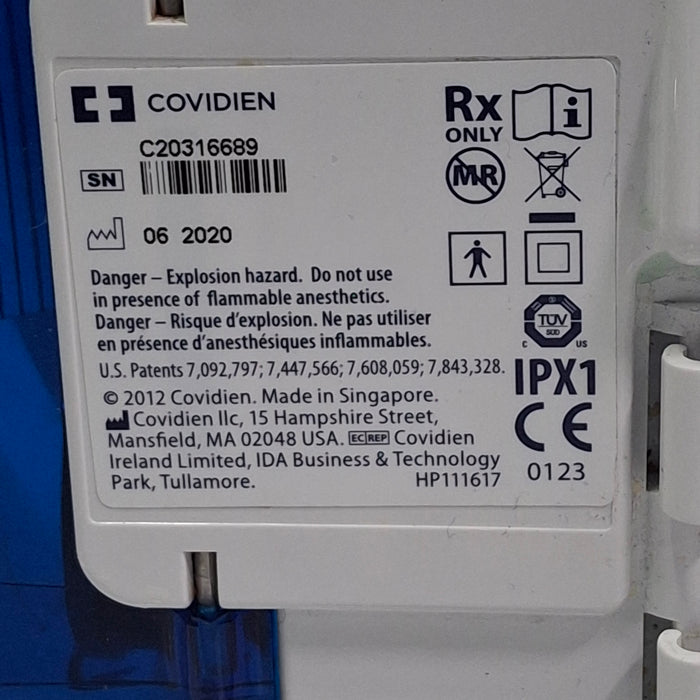 COVIDIEN
C20316689
SN
06 2020
Danger – Explosion hazard. Do not use
in presence of flammable anesthetics.
Danger – Risque d'explosion. Ne pas utiliser
en présence d'anesthésiques inflammables.
U.S. Patents 7,092,797; 7,447,566; 7,608,059; 7,843,328.
© 2012 Covidien. Made in Singapore.
Covidien llc, 15 Hampshire Street,
Mansfield, MA 02048 USA. EC REP Covidien
Ireland Limited, IDA Business & Technology
Park, Tullamore. HP111617
Rx
ONLY
i
MR
TÜV
SÜD
C US
IPX1
CE
0123